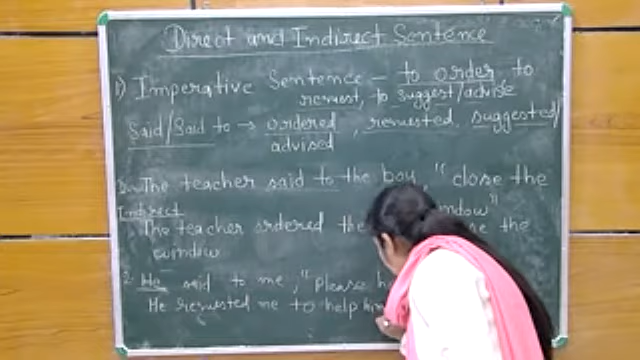 Direct and Indirect Sentence
1) Imperative Sentence - to order to
request, to suggest/advise
Said/Said to → ordered, requested, suggested/
advised
The teacher said to the boy, "close the
Indirect
The teacher ordered the the
window
2. He said to me, "Please
He requested me to help him